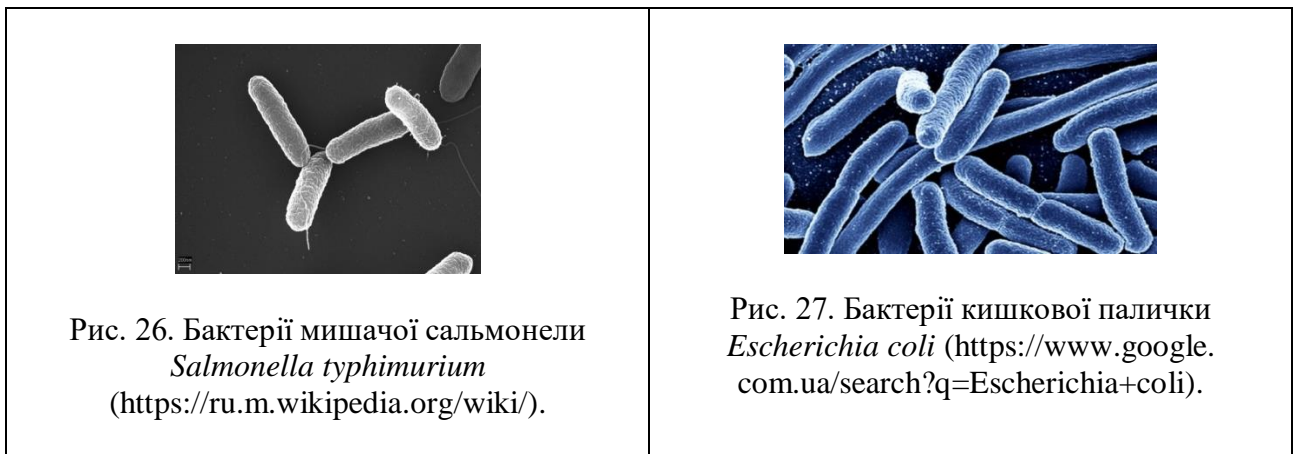 Рис. 26. Бактерії мишачої сальмонели
Salmonella typhimurium
(https://ru.m.wikipedia.org/wiki/).
Рис. 27. Бактерії кишкової палички
Escherichia coli (https://www.google.
com.ua/search?q=Escherichia+coli).